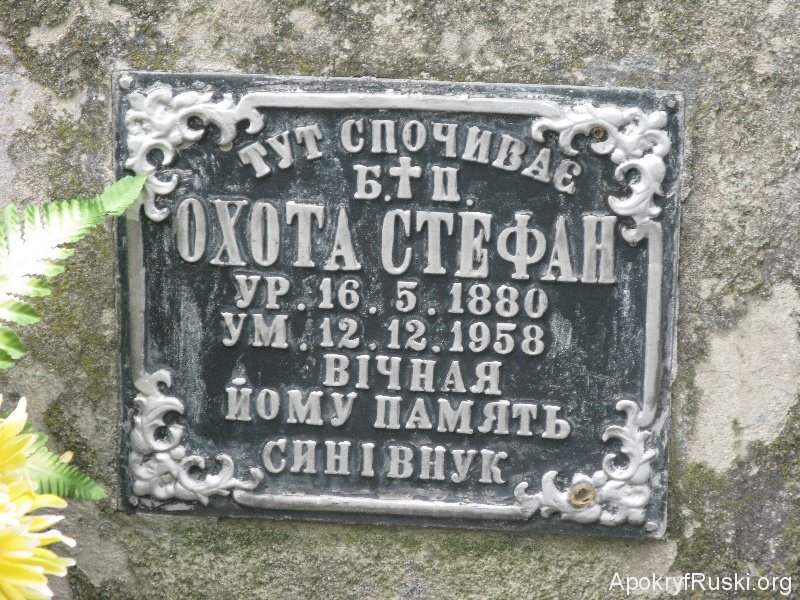 ТУТ СПОЧИВАЄ
Б.✝П.
ОХОТА СТЕФАН
УР. 16. 5. 1880
УМ. 12. 12. 1958
ВІЧНАЯ
ЙОМУ ПАМЯТЬ
СИН І ВНУК
ApokryfRuski.org